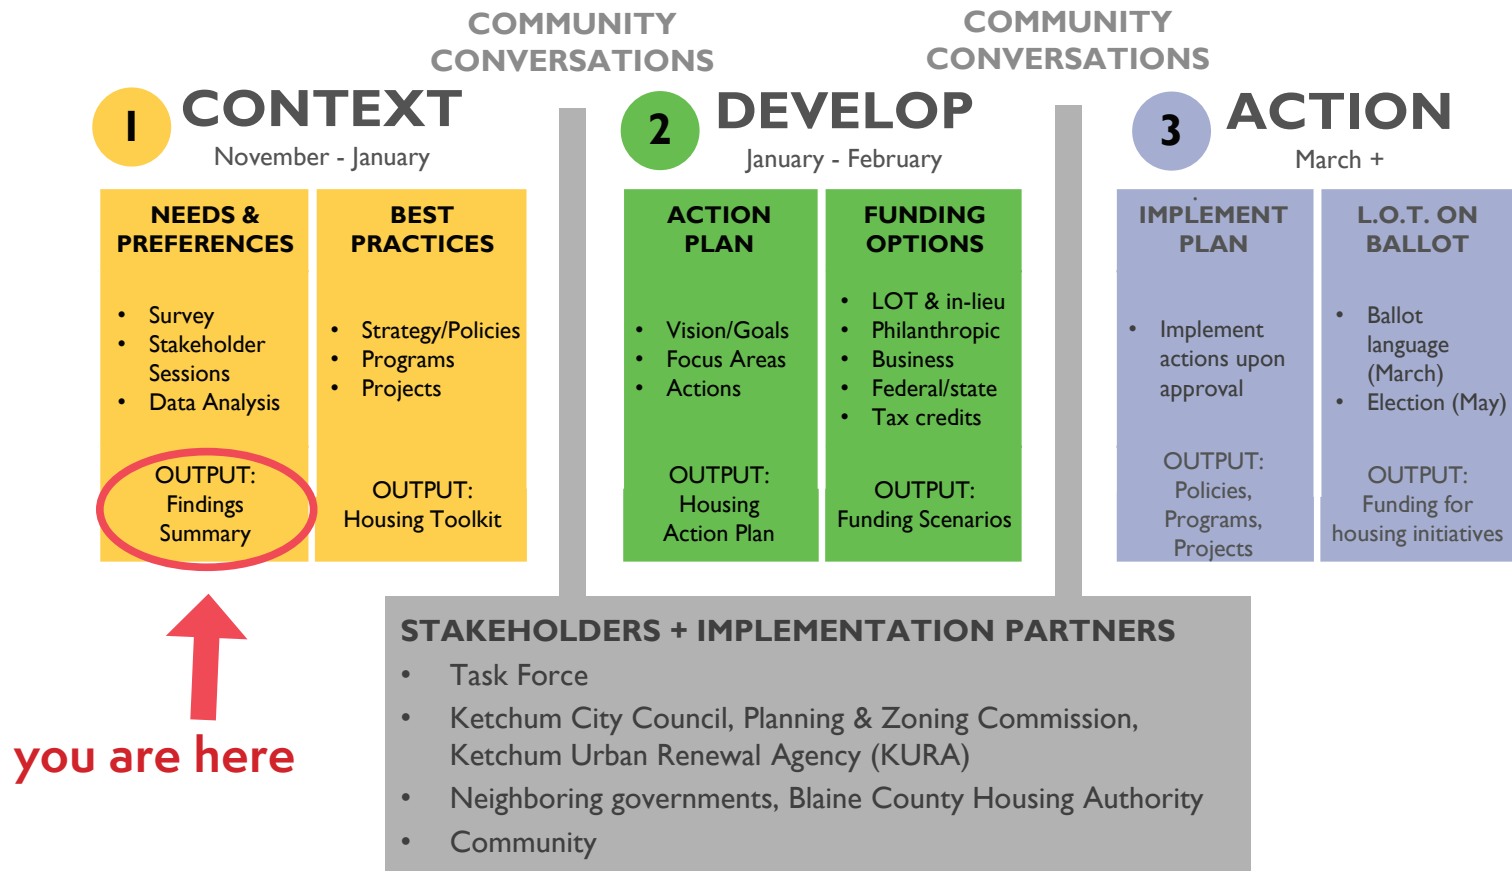 COMMUNITY
CONVERSATIONS
COMMUNITY
CONVERSATIONS
1 CONTEXT
November - January
NEEDS &
PREFERENCES
• Survey
• Stakeholder
Sessions
• Data Analysis
OUTPUT:
Findings
Summary
BEST
PRACTICES
• Strategy/Policies
• Programs
• Projects
OUTPUT:
Housing Toolkit
2 DEVELOP
January - February
ACTION
PLAN
• Vision/Goals
• Focus Areas
• Actions
OUTPUT:
Housing
Action Plan
FUNDING
OPTIONS
• LOT & in-lieu
• Philanthropic
• Business
• Federal/state
• Tax credits
OUTPUT:
Funding Scenarios
3 ACTION
March +
IMPLEMENT
PLAN
• Implement
actions upon
approval
OUTPUT:
Policies,
Programs,
Projects
L.O.T. ON
BALLOT
• Ballot
language
(March)
• Election (May)
OUTPUT:
Funding for
housing initiatives
you are here
STAKEHOLDERS + IMPLEMENTATION PARTNERS
• Task Force
• Ketchum City Council, Planning & Zoning Commission,
Ketchum Urban Renewal Agency (KURA)
• Neighboring governments, Blaine County Housing Authority
• Community